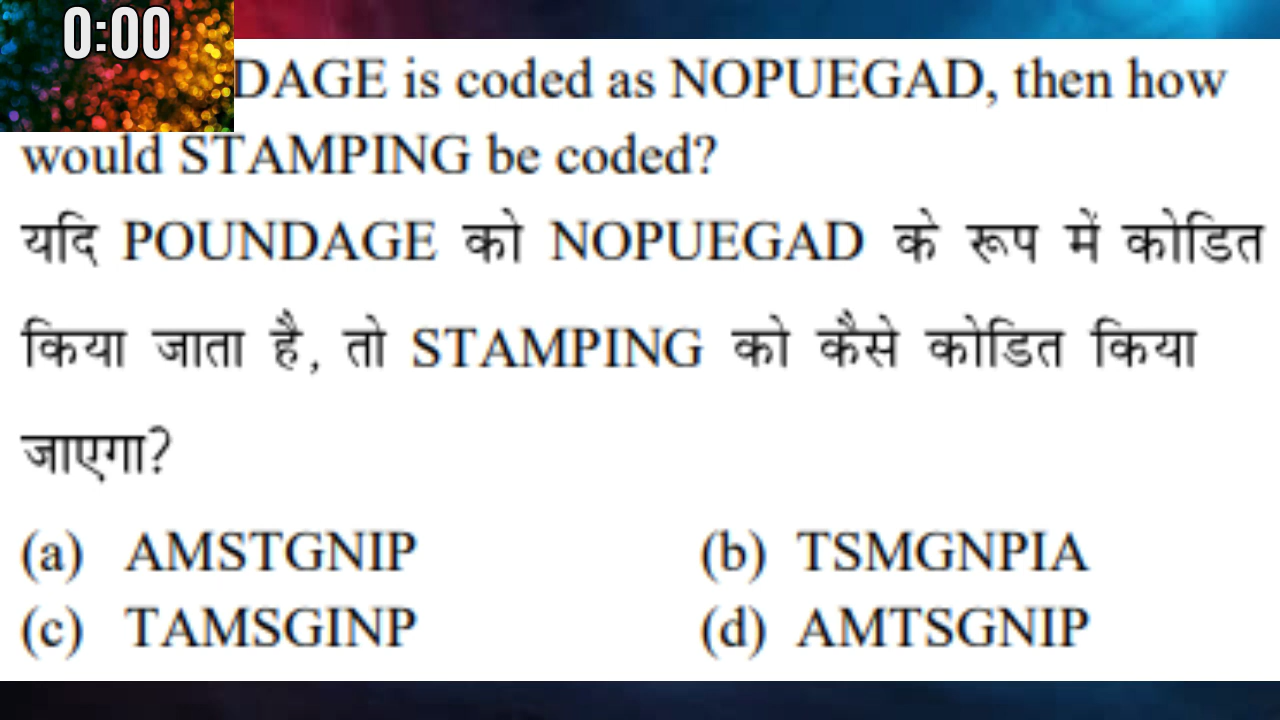 0:00
DAGE is coded as NOPUEGAD, then how
would STAMPING be coded?
यदि POUNDAGE को NOPUEGAD के रूप में कोडित
किया जाता है, तो STAMPING को कैसे कोडित किया
जाएगा?
(a) AMSTGNIP (b) TSMGNPIA
(c) TAMSGINP (d) AMTSGNIP